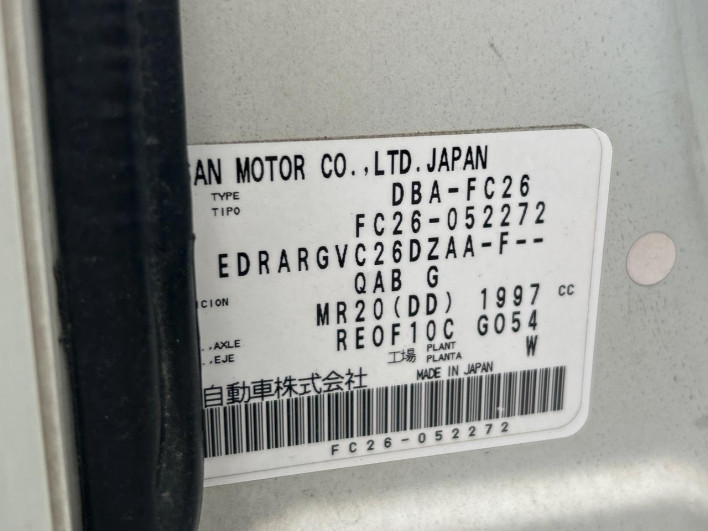 AN MOTOR CO.,LTD.JAPAN
TYPE DBA-FC26
TIPO
FC26-052272
EDRARGVC26DZAA-F--
QAB G
ICION MR20(DD) 1997 CC
..AXLE RE0F10C G054
..EJE 工場 PLANT PLANTA W
自動車株式会社 MADE IN JAPAN
FC26-052272